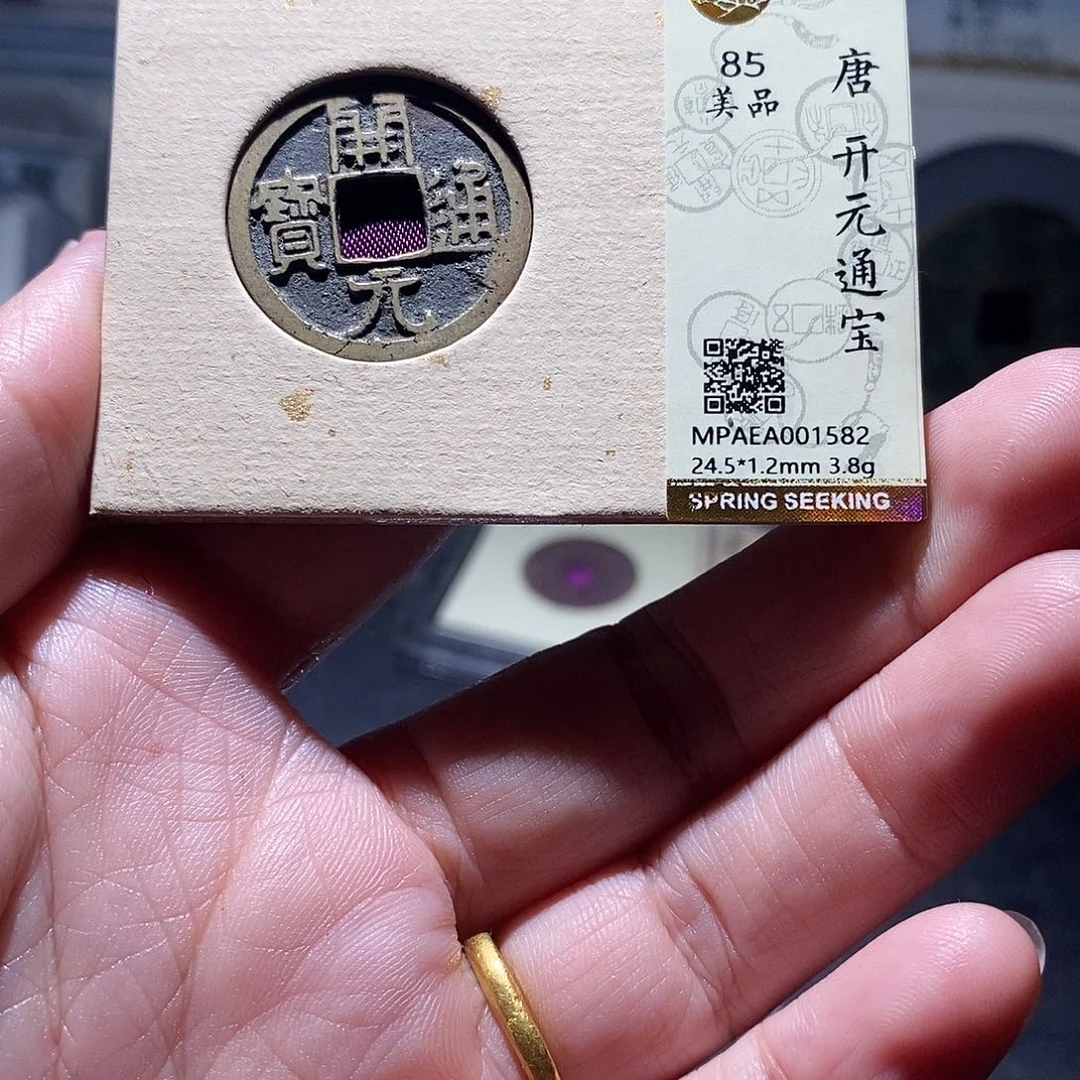 開
通
元
寶
85
美品
唐 开元通宝
MPAEA001582
24.5*1.2mm 3.8g
SPRING SEEKING